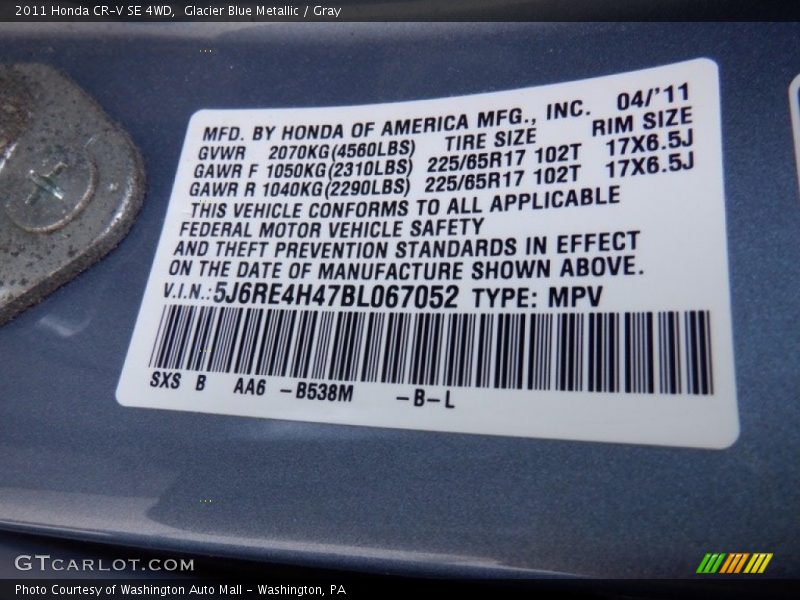 2011 Honda CR-V SE 4WD,  Glacier Blue Metallic / Gray
MFD. BY HONDA OF AMERICA MFG., INC. 04/'11
GVWR 2070KG(4560LBS) TIRE SIZE RIM SIZE
GAWR F 1050KG(2310LBS) 225/65R17 102T 17X6.5J
GAWR R 1040KG(2290LBS) 225/65R17 102T 17X6.5J
THIS VEHICLE CONFORMS TO ALL APPLICABLE
FEDERAL MOTOR VEHICLE SAFETY
AND THEFT PREVENTION STANDARDS IN EFFECT
ON THE DATE OF MANUFACTURE SHOWN ABOVE.
V.I.N.: 5J6RE4H47BL067052 TYPE: MPV
SXS B AA6 -B538M -B-L
GTCARLOT.COM
Photo Courtesy of Washington Auto Mall - Washington, PA